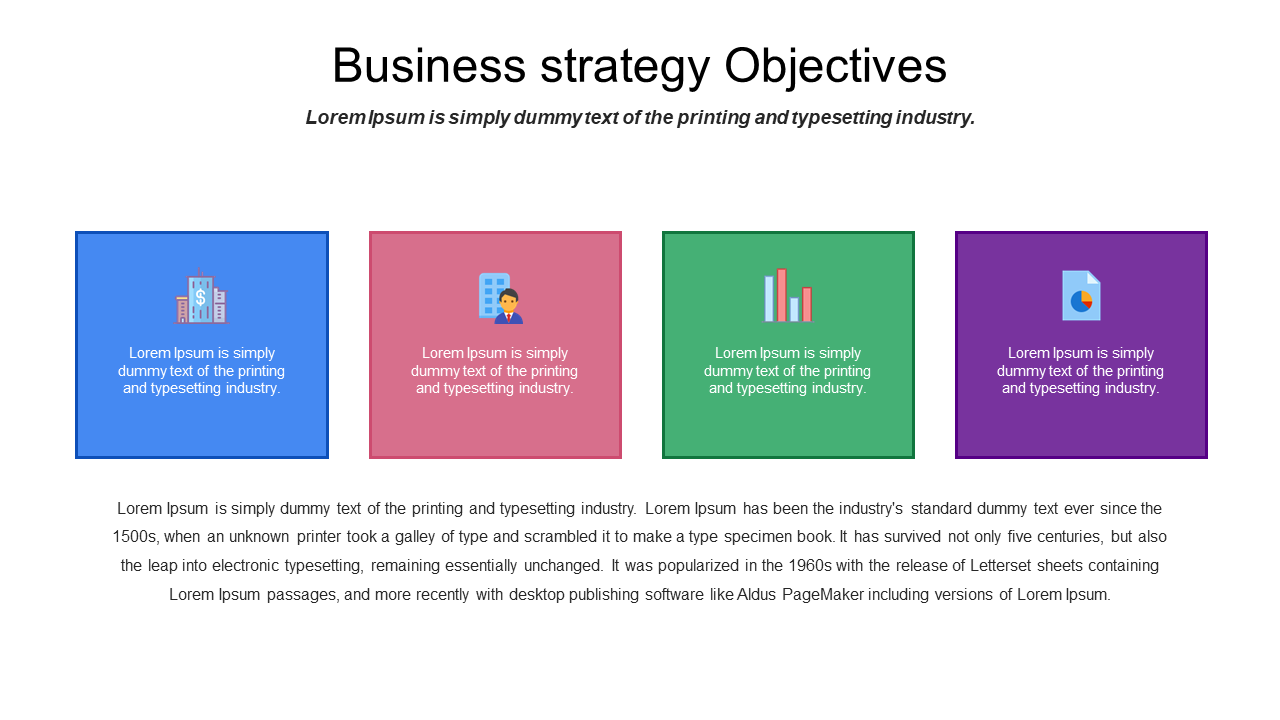 Business strategy Objectives
Lorem Ipsum is simply dummy text of the printing and typesetting industry.
$
Lorem Ipsum is simply
dummy text of the printing
and typesetting industry.
Lorem Ipsum is simply
dummy text of the printing
and typesetting industry.
Lorem Ipsum is simply
dummy text of the printing
and typesetting industry.
Lorem Ipsum is simply
dummy text of the printing
and typesetting industry.
Lorem Ipsum is simply dummy text of the printing and typesetting industry. Lorem Ipsum has been the industry's standard dummy text ever since the
1500s, when an unknown printer took a galley of type and scrambled it to make a type specimen book. It has survived not only five centuries, but also
the leap into electronic typesetting, remaining essentially unchanged. It was popularized in the 1960s with the release of Letterset sheets containing
Lorem Ipsum passages, and more recently with desktop publishing software like Aldus PageMaker including versions of Lorem Ipsum.